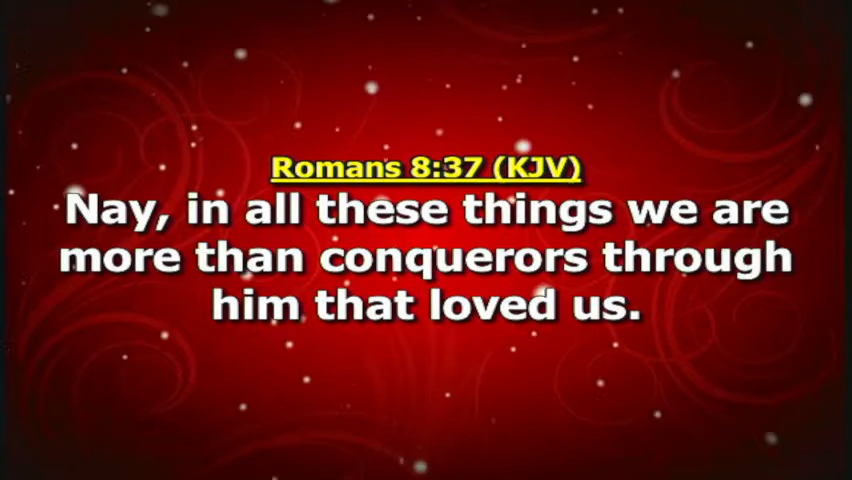 Romans 8:37 (KJV)
Nay, in all these things we are
more than conquerors through
him that loved us.